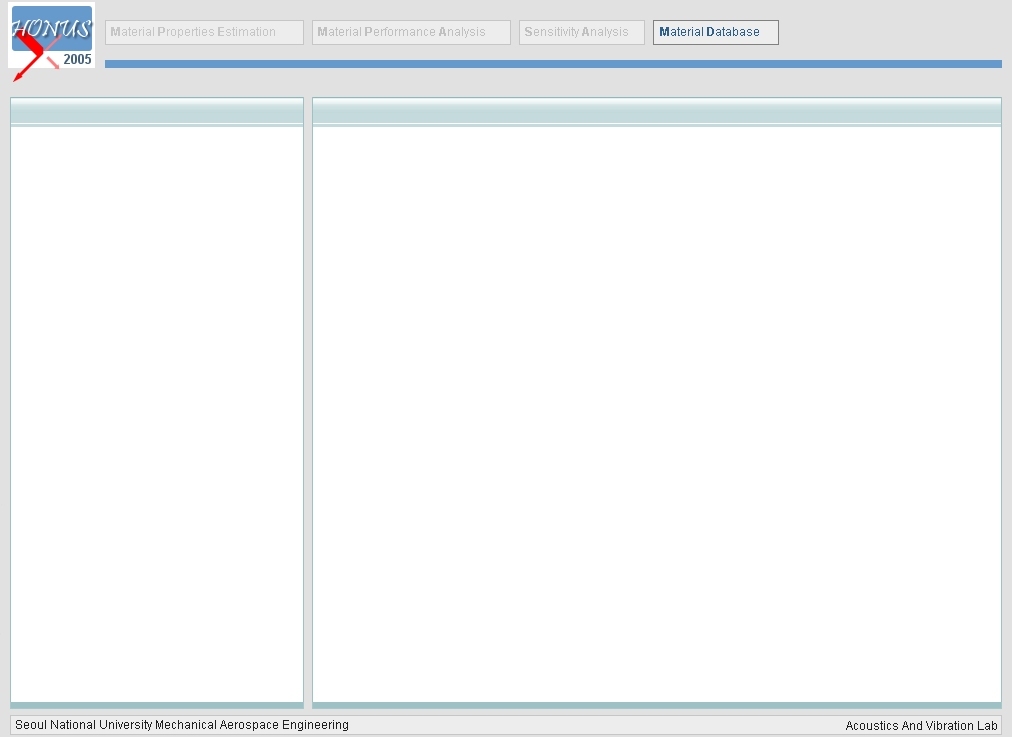 HONUS
2005
Material Properties Estimation
Material Performance Analysis
Sensitivity Analysis
Material Database
Seoul National University Mechanical Aerospace Engineering
Acoustics And Vibration Lab